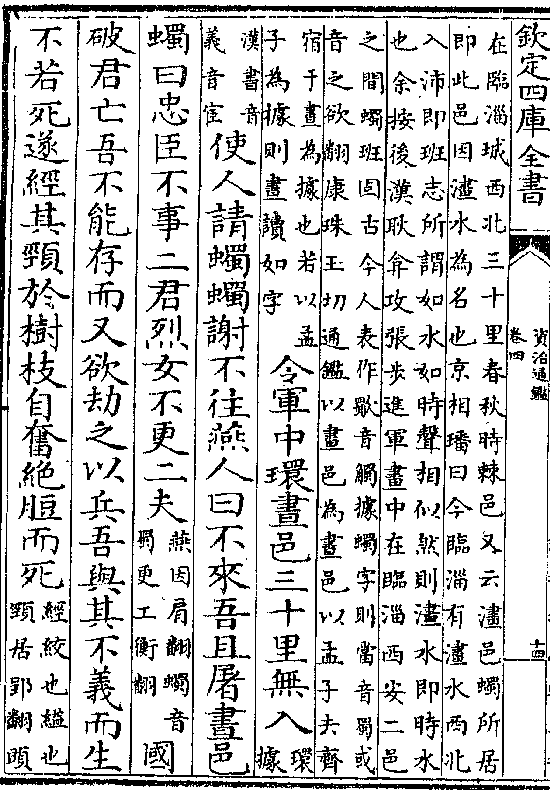 欽定四庫全書
資治通鑑
卷四
十四
在臨淄城西北三十里春秋時棘邑又云澅邑蠋所居
即此邑因澅水為名也京相璠曰今臨淄有澅水西北
入沛即班志所謂如水如時聲相似然則澅水即時水
也余按後漢耿弇攻張步進軍畫中在臨淄西安二邑
之間蠋班固古今人表作歜音觸據蠋字則當音蜀或
音之欲翻康珠玉切通鑑以畫邑為畫邑以孟子去齊
宿于畫為據也若以孟
子為據則畫讀如字
令軍中環畫邑三十里無入
環
據
漢書音
義音宦
使人請蠋蠋謝不往燕人曰不來吾且屠畫邑
蠋曰忠臣不事二君烈女不更二夫
燕因肩翻蠋音
蜀更工衡翻
國
破君亡吾不能存而又欲劫之以兵吾與其不義而生
不若死遂經其頸於樹枝自奮絶脰而死
經絞也縊也
頸居郢翻頭